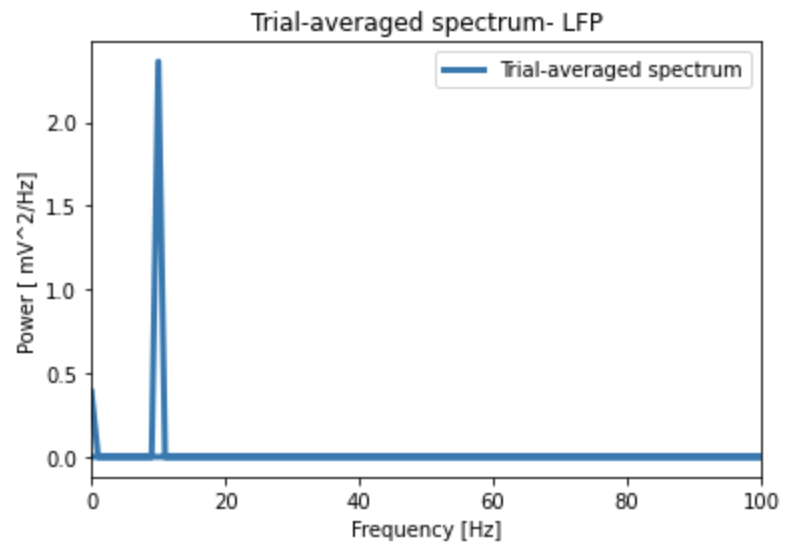 Trial-averaged spectrum- LFP
Trial-averaged spectrum
Power [ mV^2/Hz]
2.0
1.5
1.0
0.5
0.0
0 20 40 60 80 100
Frequency [Hz]